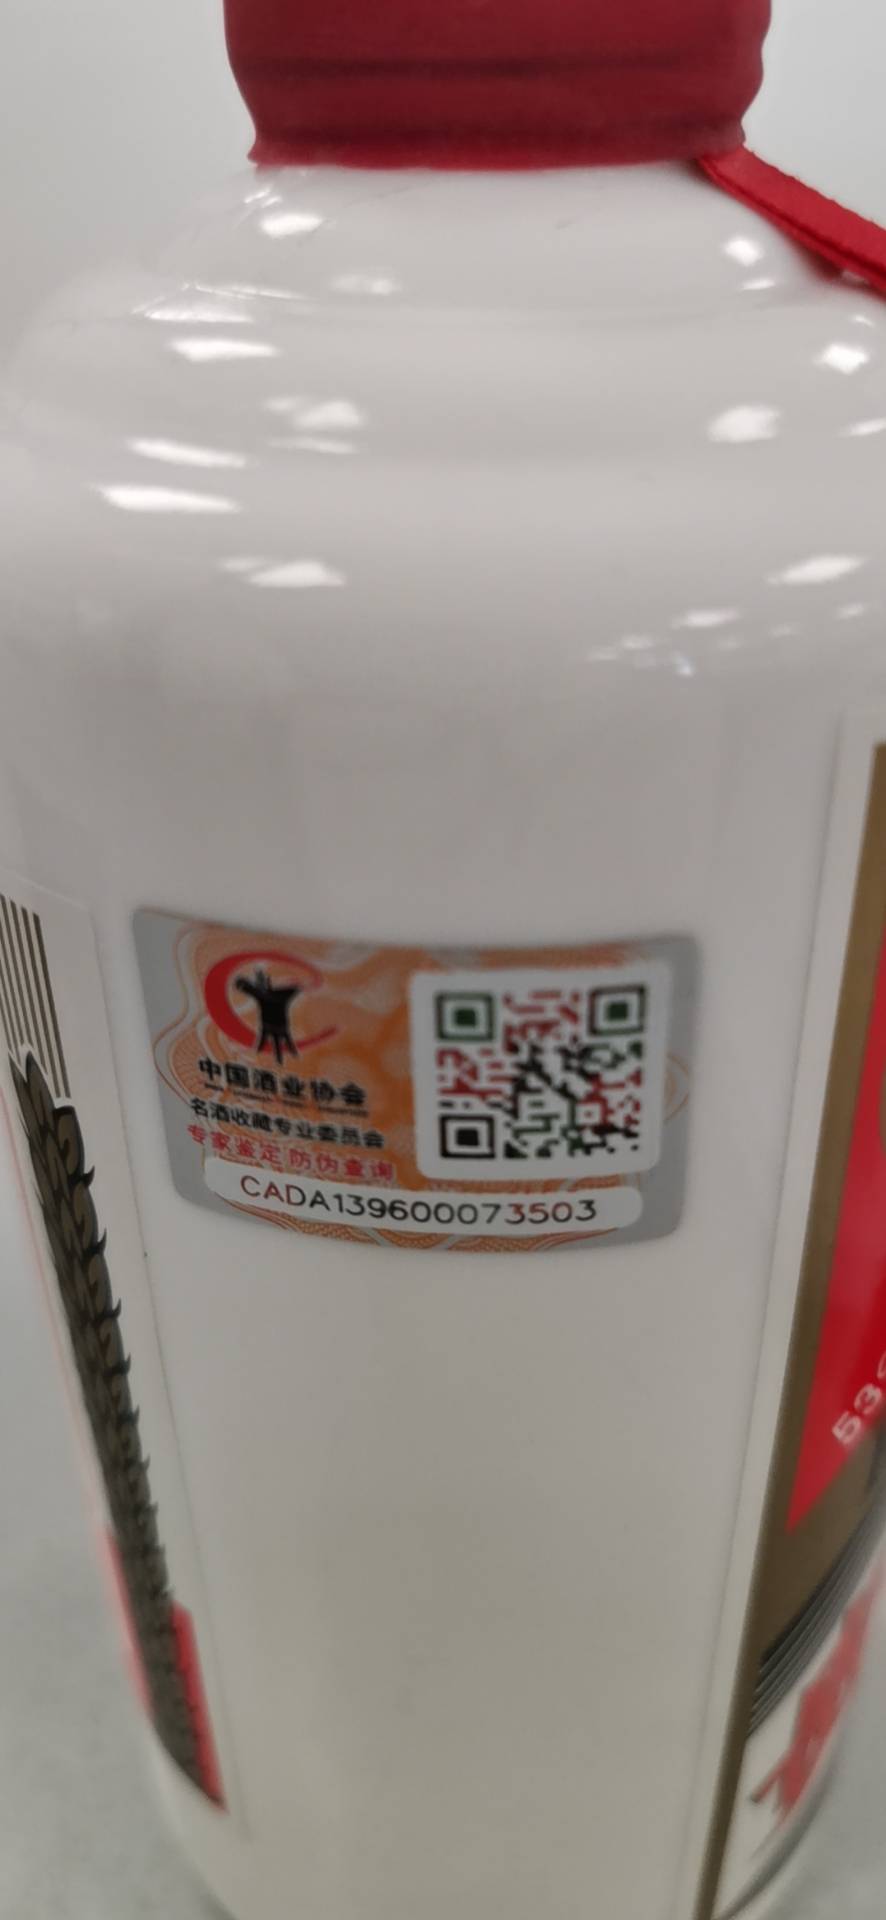 中国酒业协会
名酒收藏专业委员会
专家鉴定 防伪查询
CADA139600073503
539